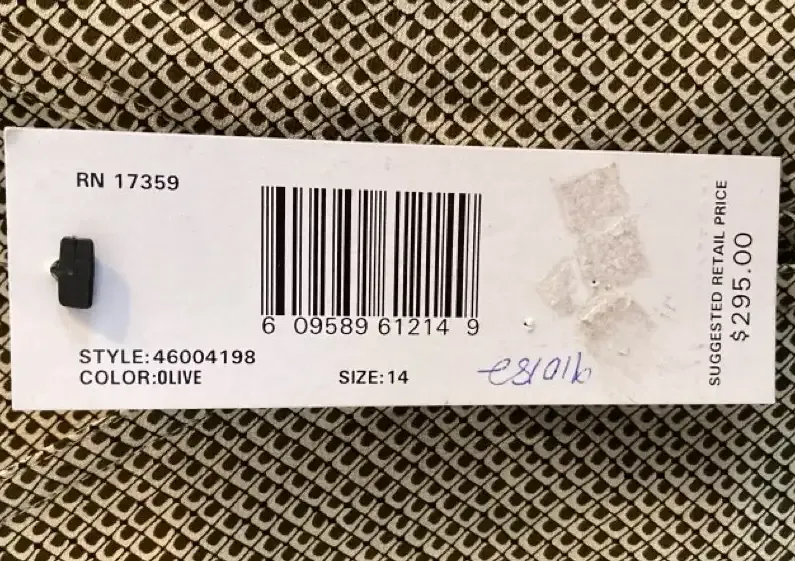 RN 17359
6 09589 61214 9
STYLE:46004198
COLOR:OLIVE
SIZE:14
SUGGESTED RETAIL PRICE
$295.00